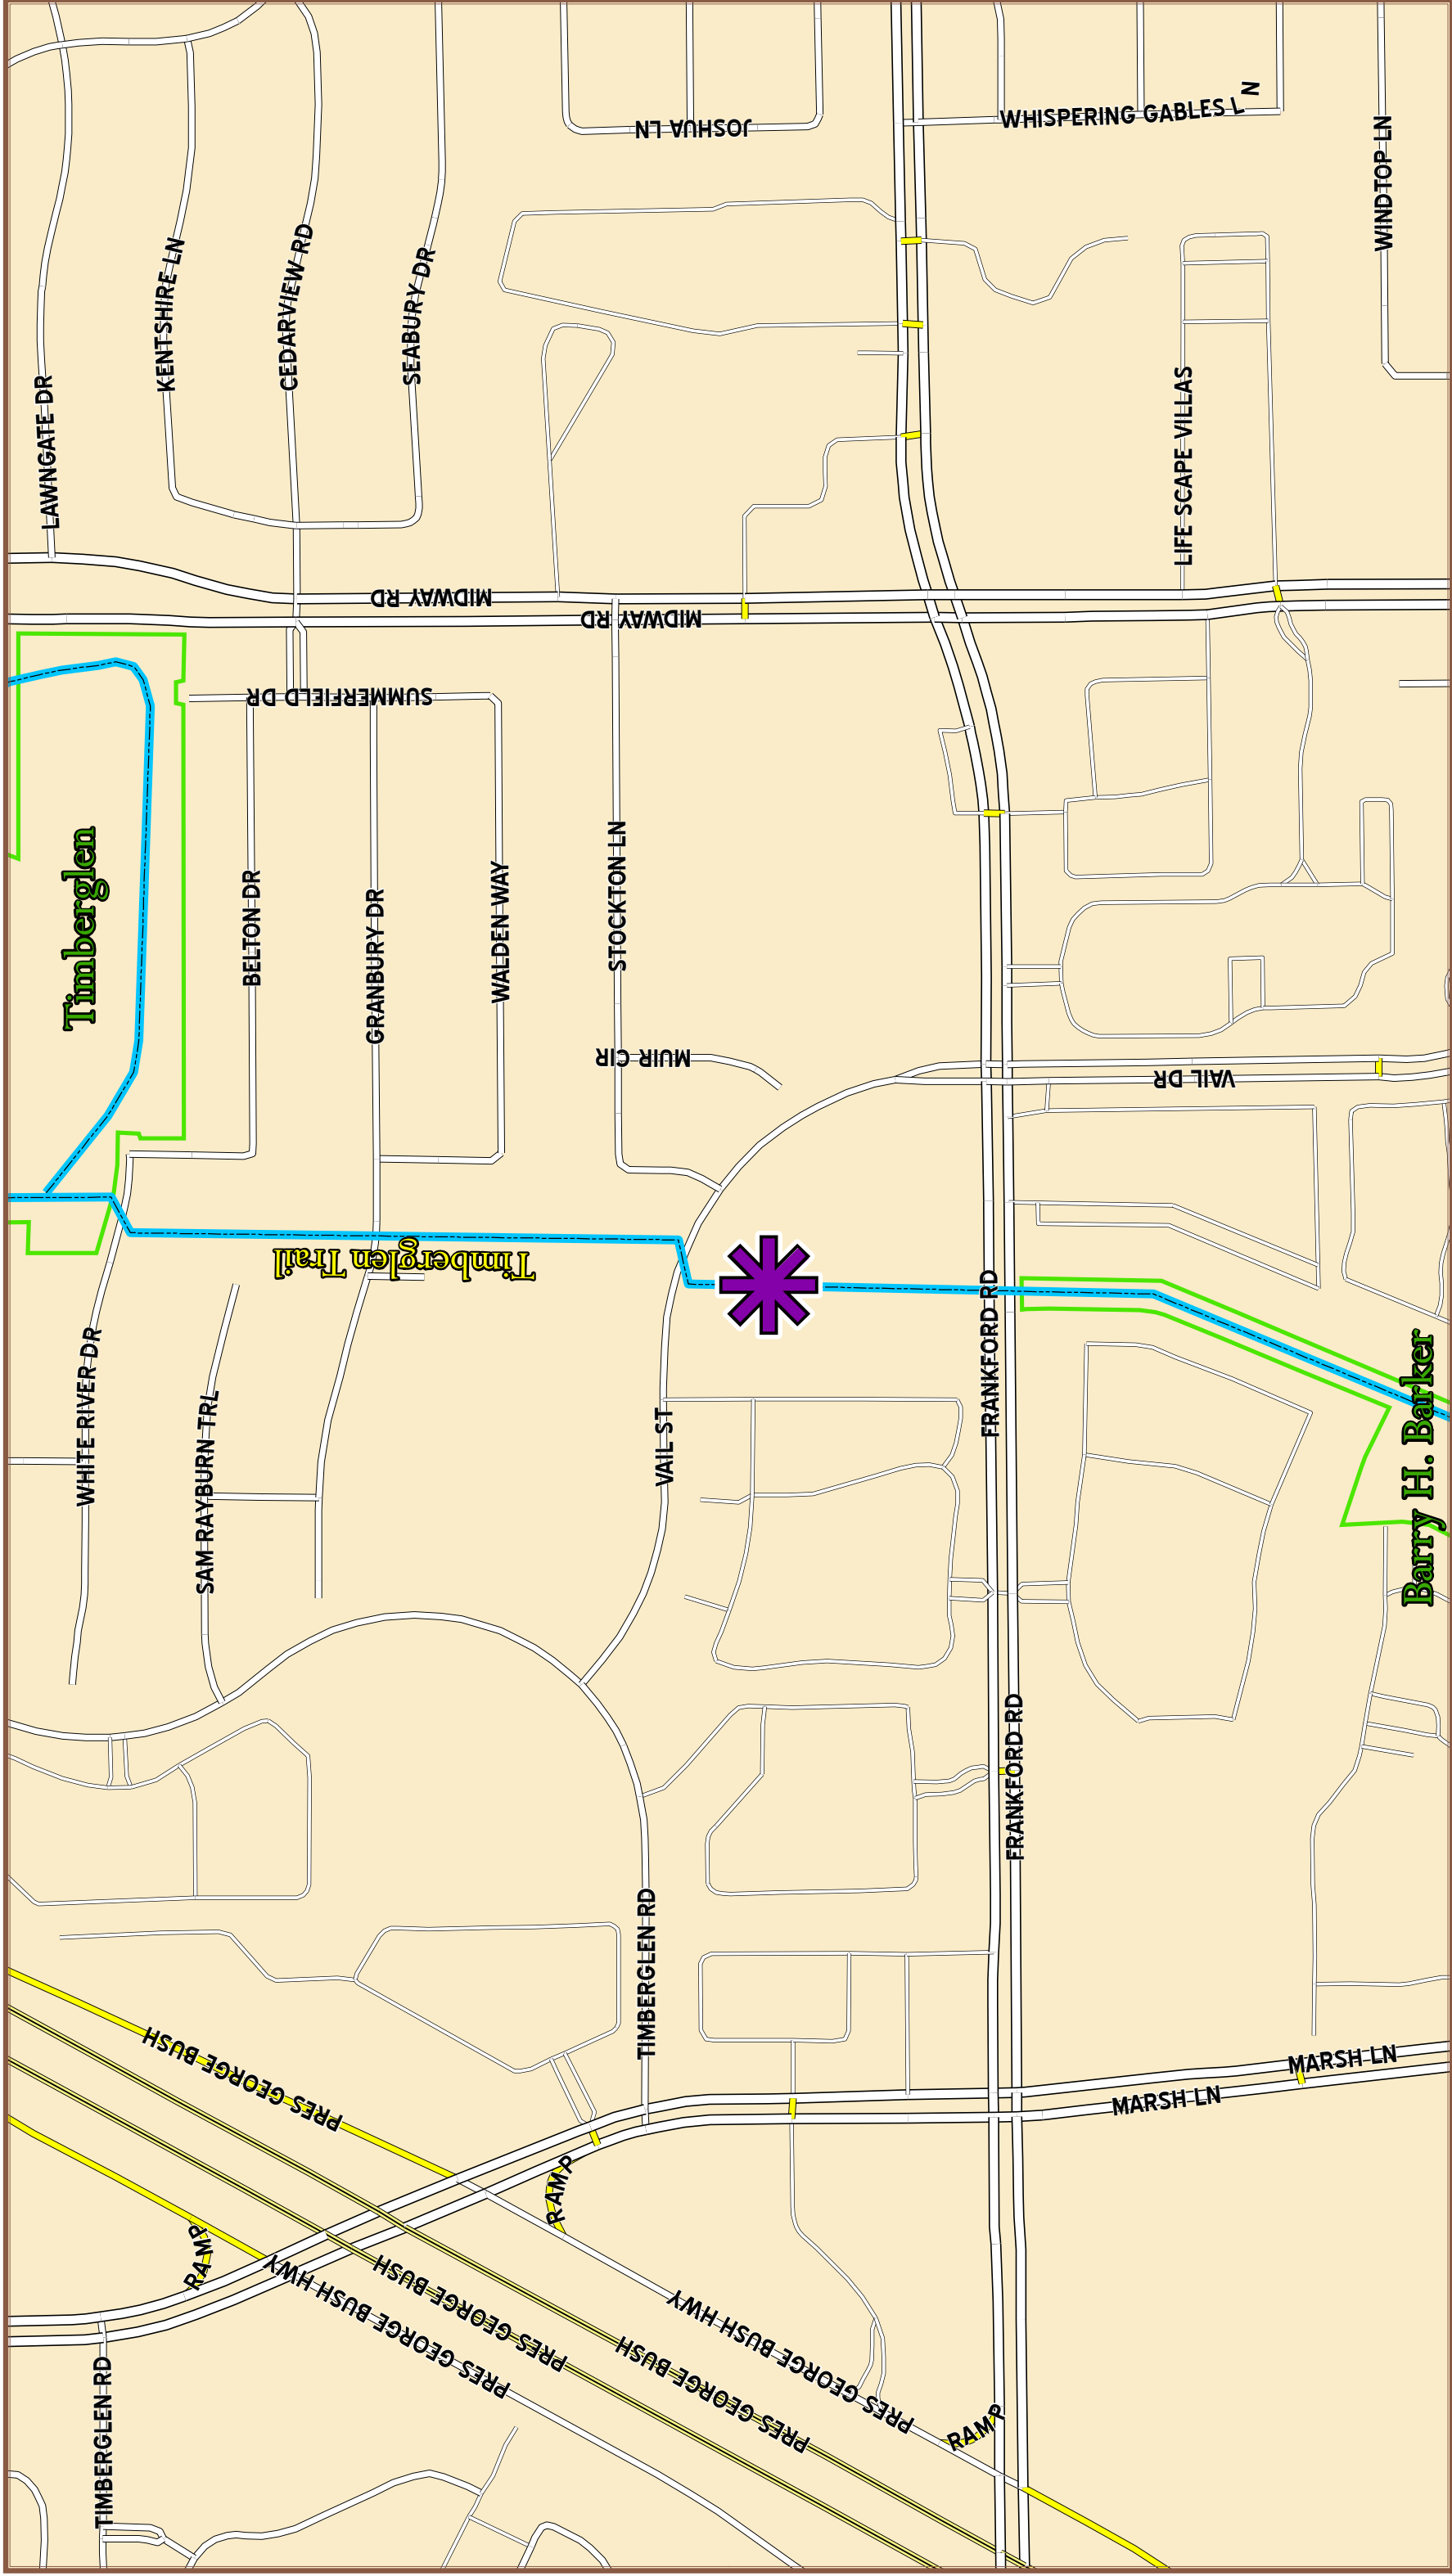 JOSHUA LN
WHISPERING GABLES LN
WINDTOP LN
KENTSHIRE LN
CEDARVIEW RD
SEABURY DR
LAWNGATE DR
LIFE SCAPE VILLAS
MIDWAY RD
MIDWAY RD
SUMMERFIELD DR
Timberglen
BELTON DR
GRANBURY DR
WALDEN WAY
STOCKTON LN
MUIR CIR
VAIL DR
Timberglen Trail
FRANKFORD RD
WHITE RIVER DR
SAM RAYBURN TRL
VAIL ST
Barry H. Barker
FRANKFORD RD
TIMBERGLEN RD
PRES GEORGE BUSH
MARSH LN
MARSH LN
RAMP
RAMP
PRES GEORGE BUSH HWY
PRES GEORGE BUSH
PRES GEORGE BUSH HWY
PRES GEORGE BUSH
RAMP
TIMBERGLEN RD